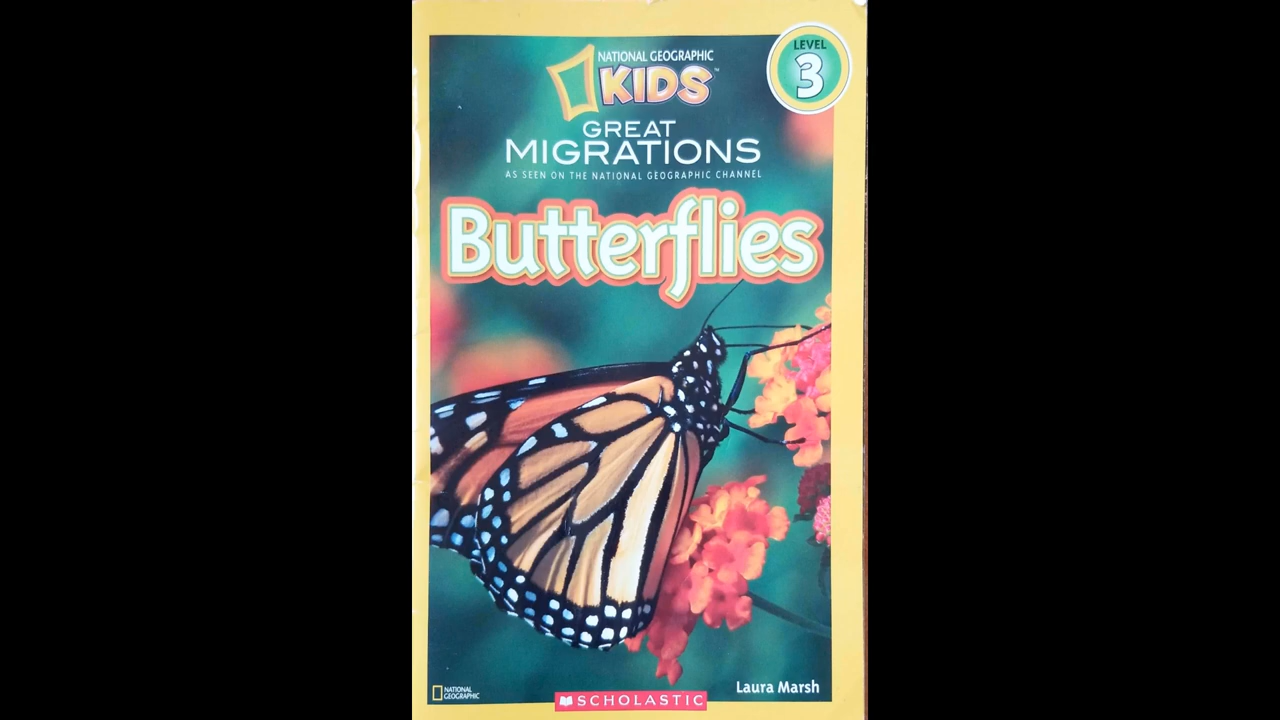 LEVEL
3
NATIONAL GEOGRAPHIC
KIDS™
GREAT
MIGRATIONS
AS SEEN ON THE NATIONAL GEOGRAPHIC CHANNEL
Butterflies
Laura Marsh
NATIONAL
GEOGRAPHIC
SCHOLASTIC